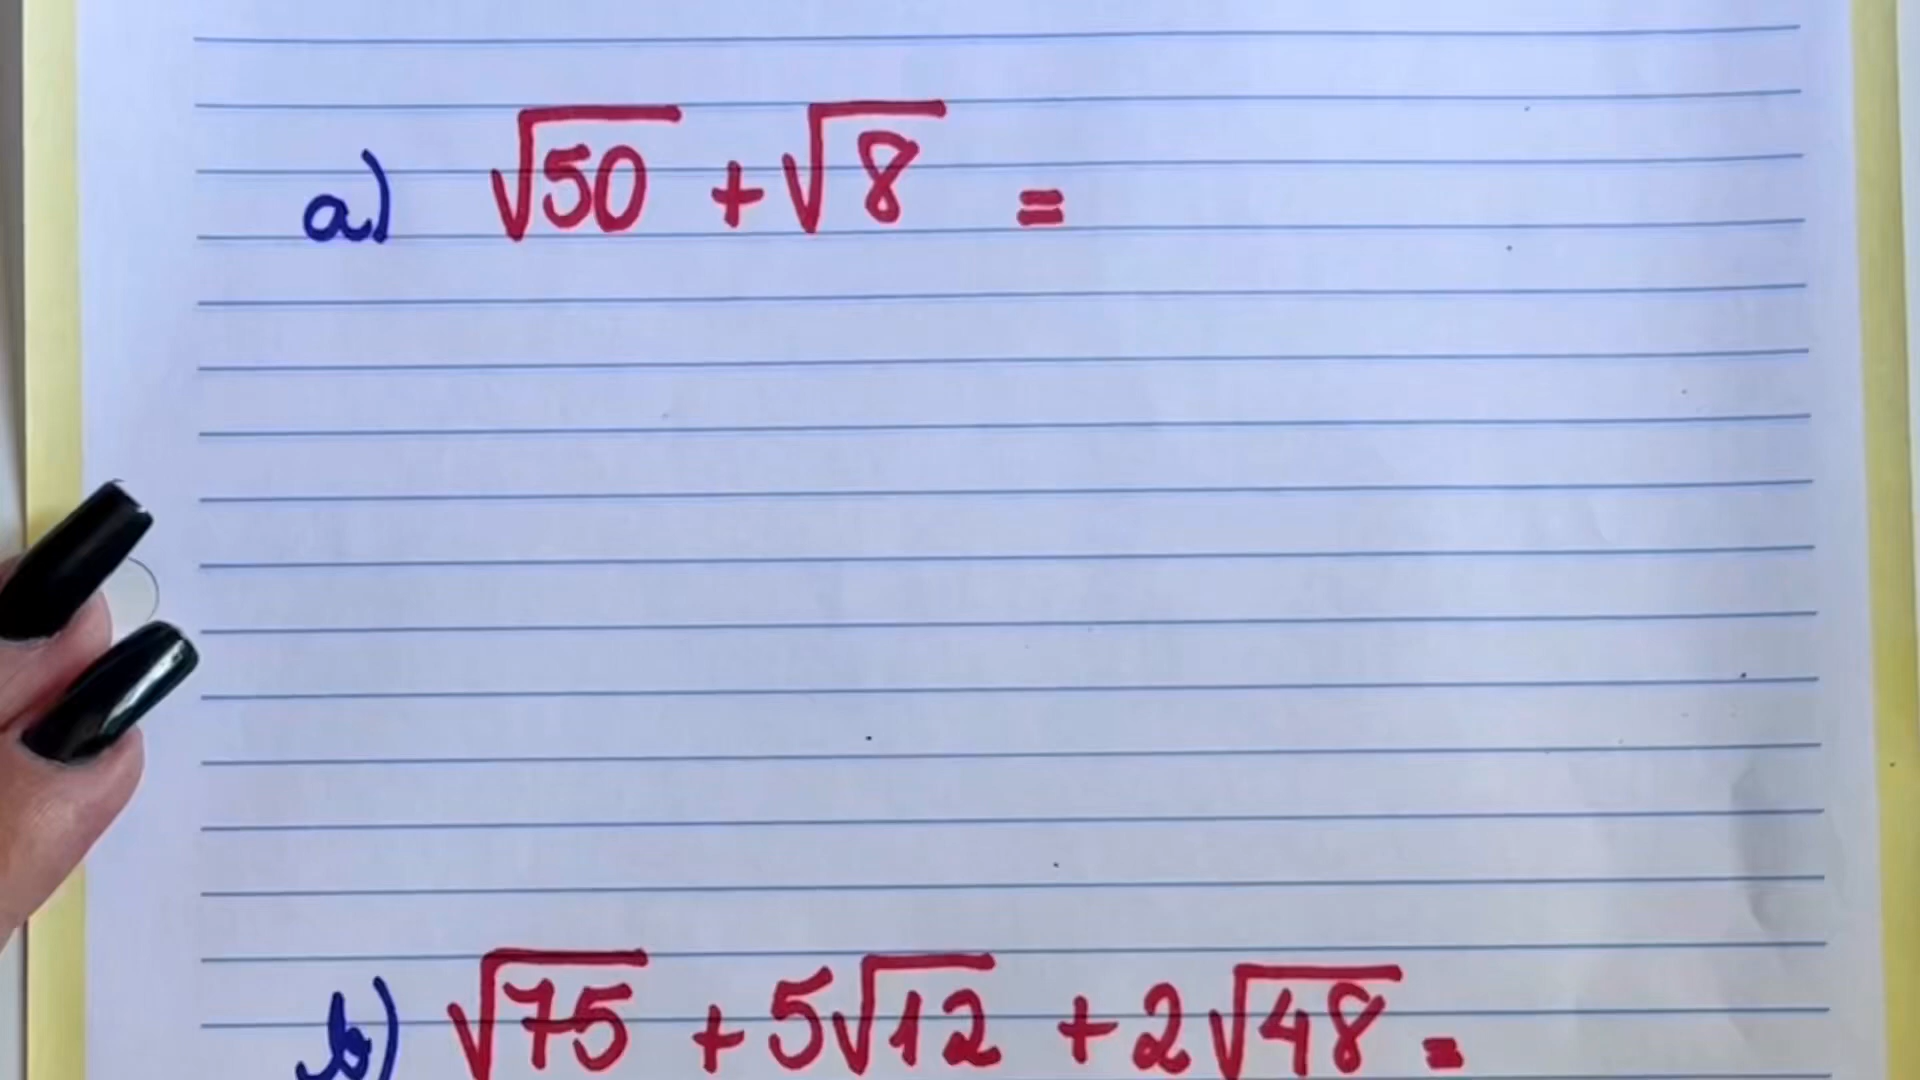 a) √50 + √8 =
b) √75 + 5√12 + 2√48 =